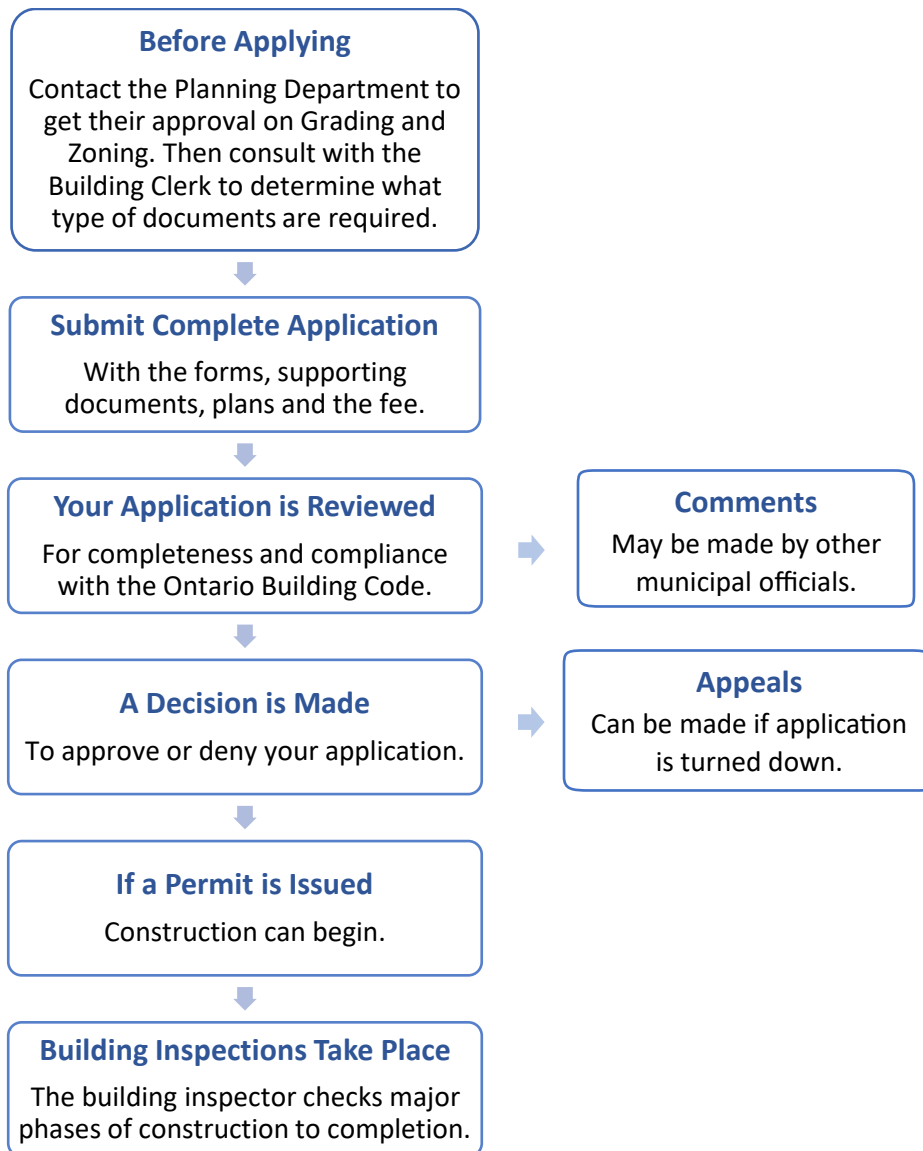 Before Applying
Contact the Planning Department to
get their approval on Grading and
Zoning. Then consult with the
Building Clerk to determine what
type of documents are required.
Submit Complete Application
With the forms, supporting
documents, plans and the fee.
Your Application is Reviewed
For completeness and compliance
with the Ontario Building Code.
Comments
May be made by other
municipal officials.
A Decision is Made
To approve or deny your application.
Appeals
Can be made if application
is turned down.
If a Permit is Issued
Construction can begin.
Building Inspections Take Place
The building inspector checks major
phases of construction to completion.